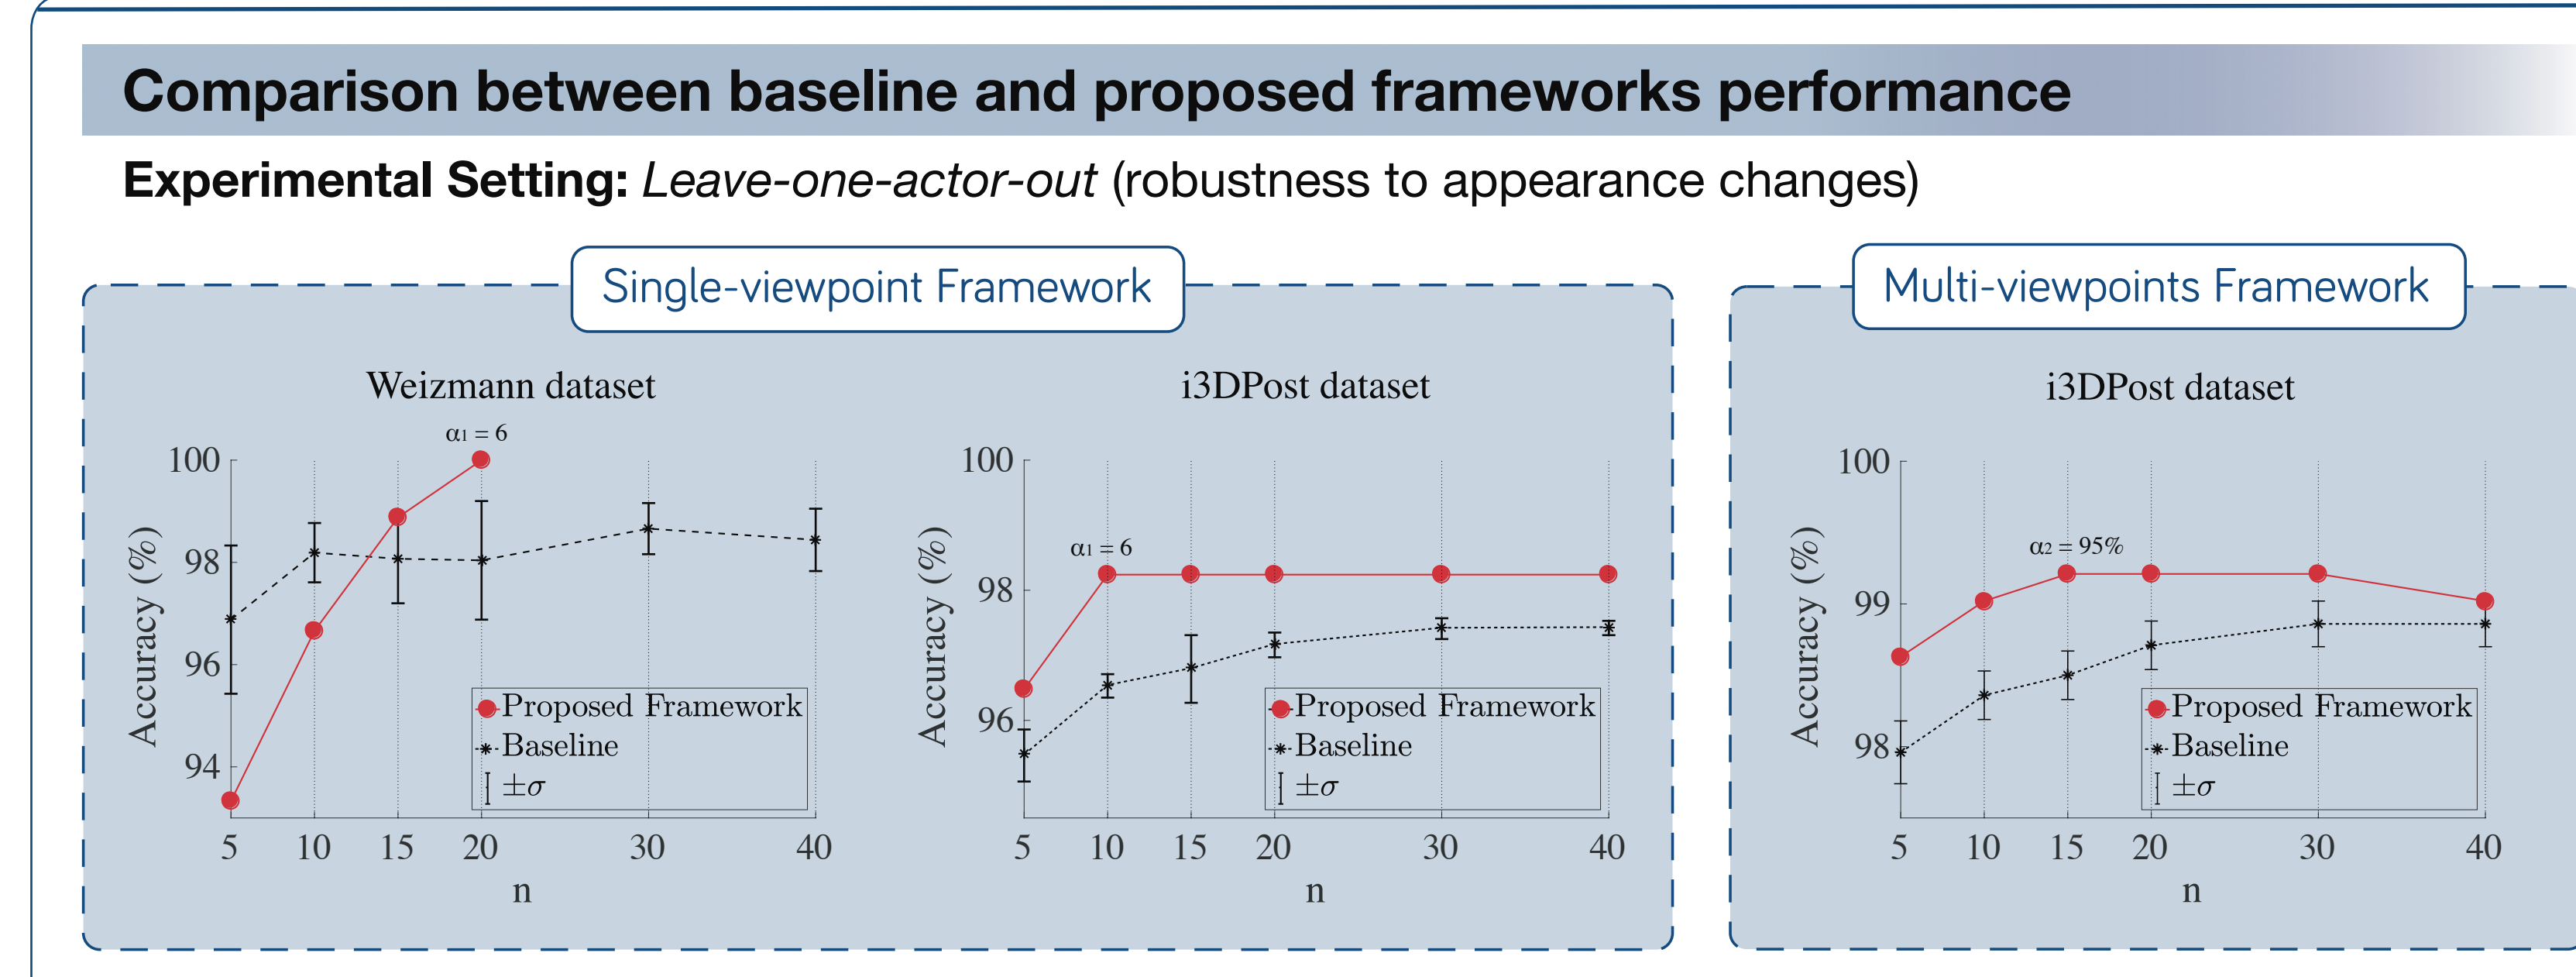 Comparison between baseline and proposed frameworks performance
Experimental Setting: Leave-one-actor-out (robustness to appearance changes)
Single-viewpoint Framework
Weizmann dataset
α1 = 6
100
98
96
94
Accuracy (%)
5 10 15 20 30 40
n
Proposed Framework
Baseline
±σ
i3DPost dataset
α1 = 6
100
98
96
Accuracy (%)
5 10 15 20 30 40
n
Proposed Framework
Baseline
±σ
Multi-viewpoints Framework
i3DPost dataset
α2 = 95%
100
99
98
Accuracy (%)
5 10 15 20 30 40
n
Proposed Framework
Baseline
±σ